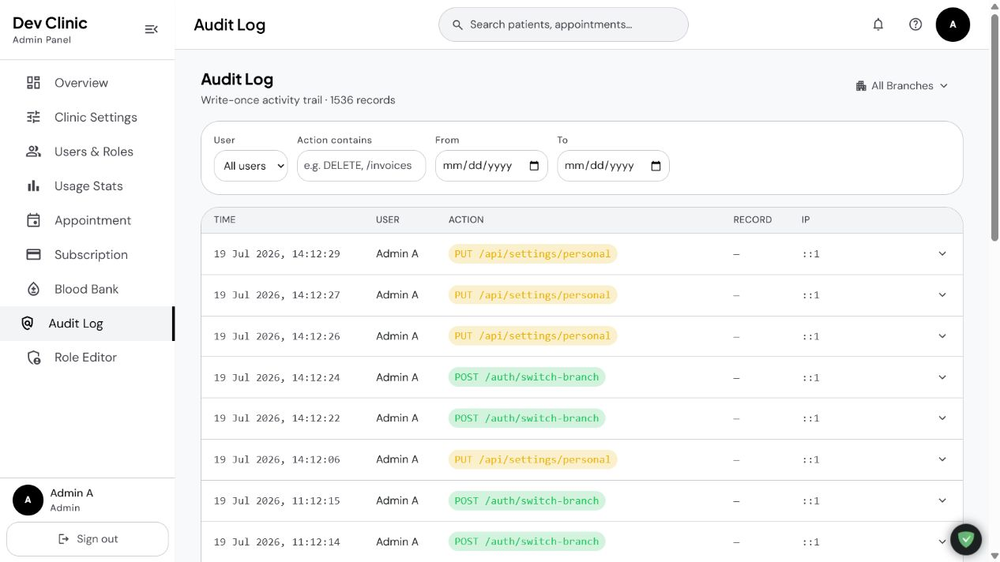 Dev Clinic
Admin Panel
Overview
Clinic Settings
Users & Roles
Usage Stats
Appointment
Subscription
Blood Bank
Audit Log
Role Editor
A
Admin A
Admin
Sign out
Audit Log
Search patients, appointments...
A
Audit Log
Write-once activity trail · 1536 records
All Branches
User
Action contains
From
To
All users
e.g. DELETE, /invoices
mm/dd/yyyy
mm/dd/yyyy
TIME USER ACTION RECORD IP
19 Jul 2026, 14:12:29 Admin A PUT /api/settings/personal — ::1
19 Jul 2026, 14:12:27 Admin A PUT /api/settings/personal — ::1
19 Jul 2026, 14:12:26 Admin A PUT /api/settings/personal — ::1
19 Jul 2026, 14:12:24 Admin A POST /auth/switch-branch — ::1
19 Jul 2026, 14:12:22 Admin A POST /auth/switch-branch — ::1
19 Jul 2026, 14:12:06 Admin A PUT /api/settings/personal — ::1
19 Jul 2026, 11:12:15 Admin A POST /auth/switch-branch — ::1
19 Jul 2026, 11:12:14 Admin A POST /auth/switch-branch — ::1